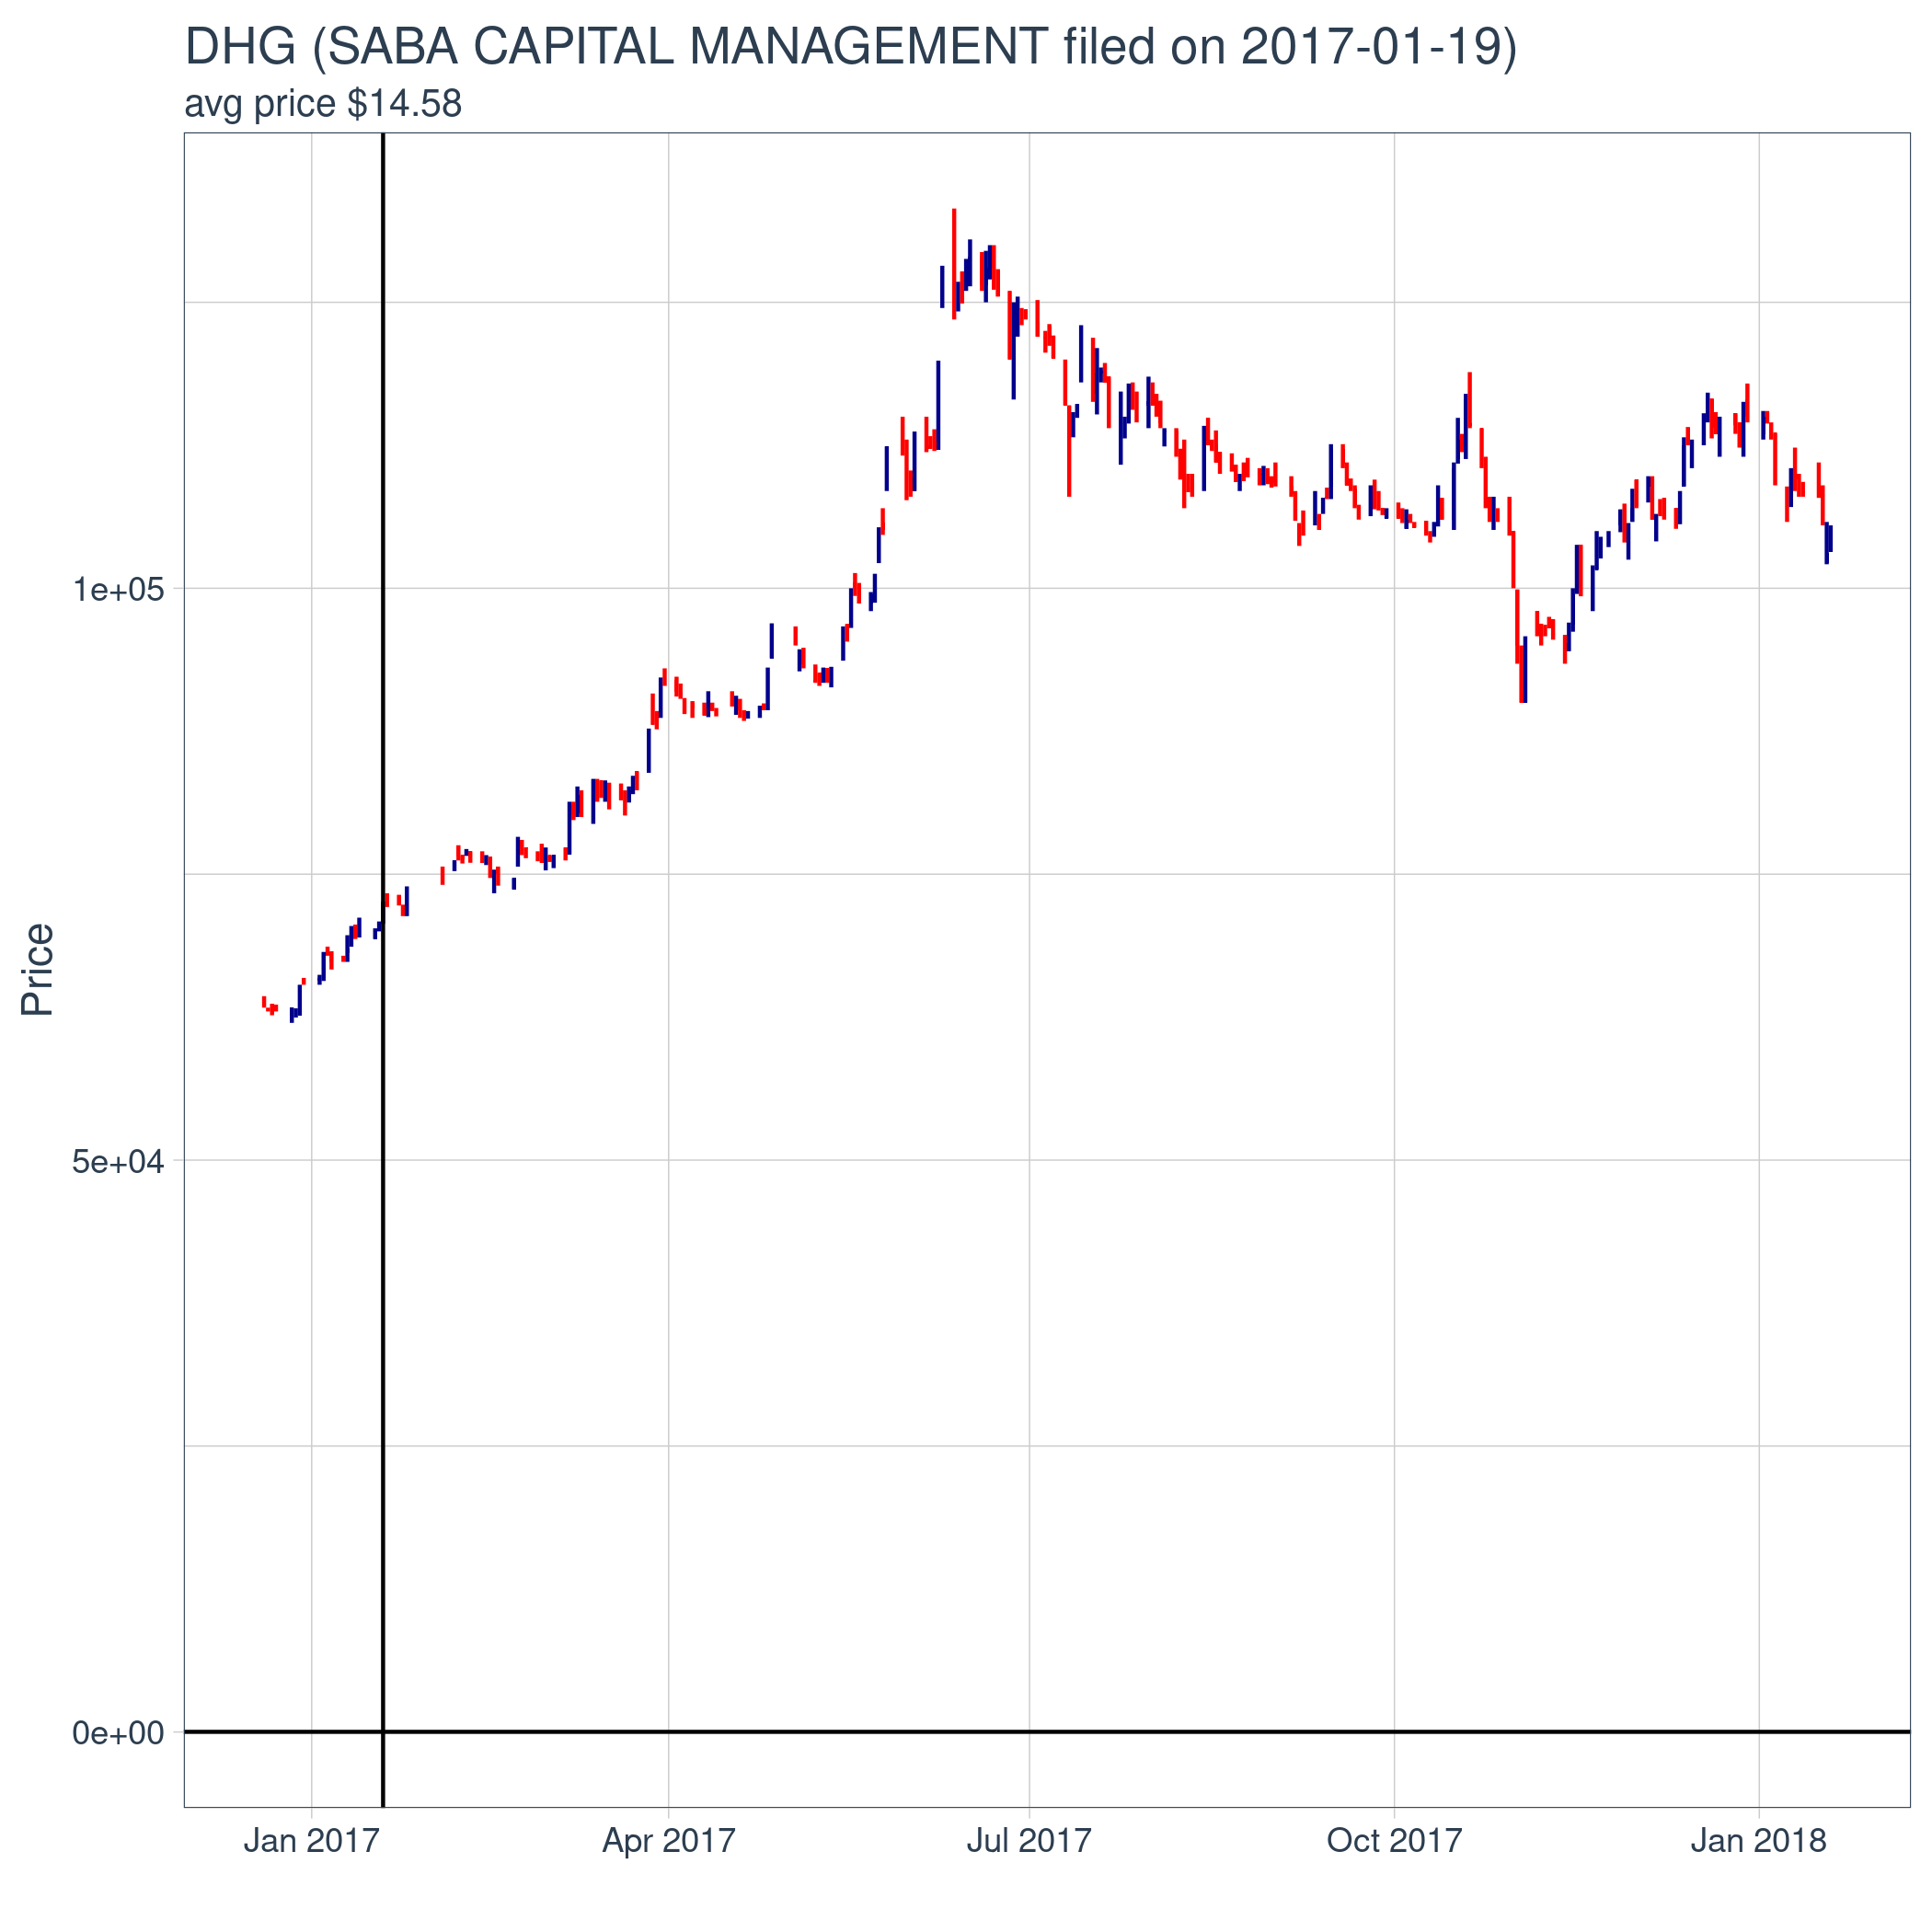 DHG (SABA CAPITAL MANAGEMENT filed on 2017-01-19)
avg price $14.58
Price
1e+05
5e+04
0e+00
Jan 2017
Apr 2017
Jul 2017
Oct 2017
Jan 2018